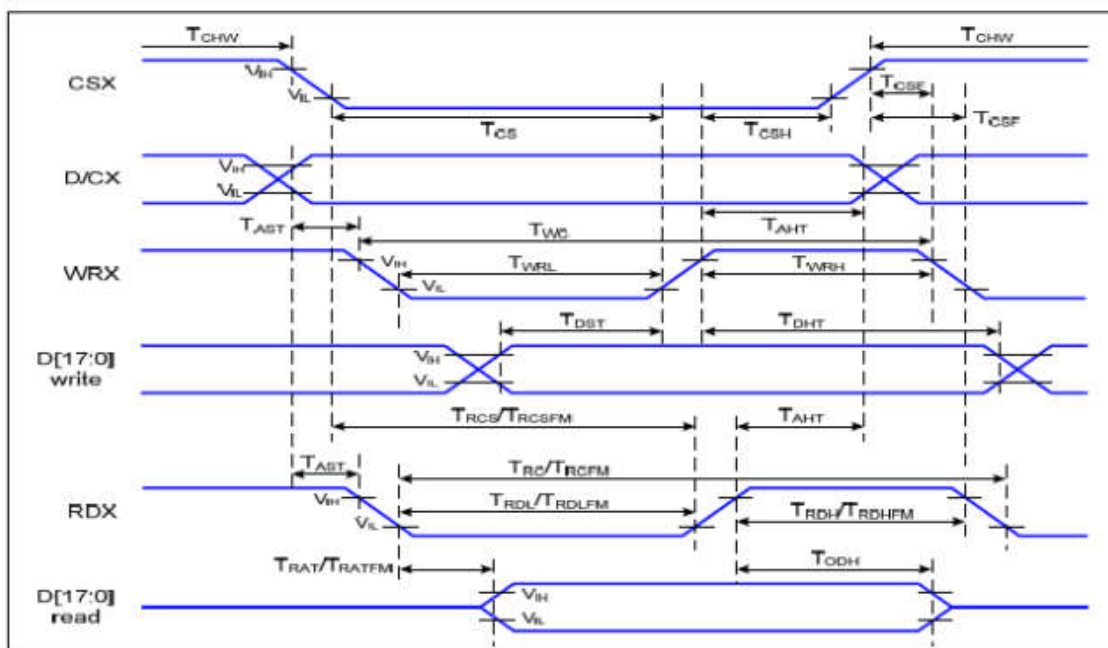 TCHW TCHW
CSX VIH TCSF
VIL TCS TCSH TCSF
D/CX VIH
VIL
TAST TWC TAHT
WRX VIH TWRL TWRH
VIL
TDST TDHT
D[17:0] VIH
write VIL
TRCS/TRCSFM TAHT
TAST TRC/TRCFM
RDX VIH TRDL/TRDLFM TRDH/TRDHFM
VIL
TRAT/TRATFM TODH
D[17:0] VIH
read VIL